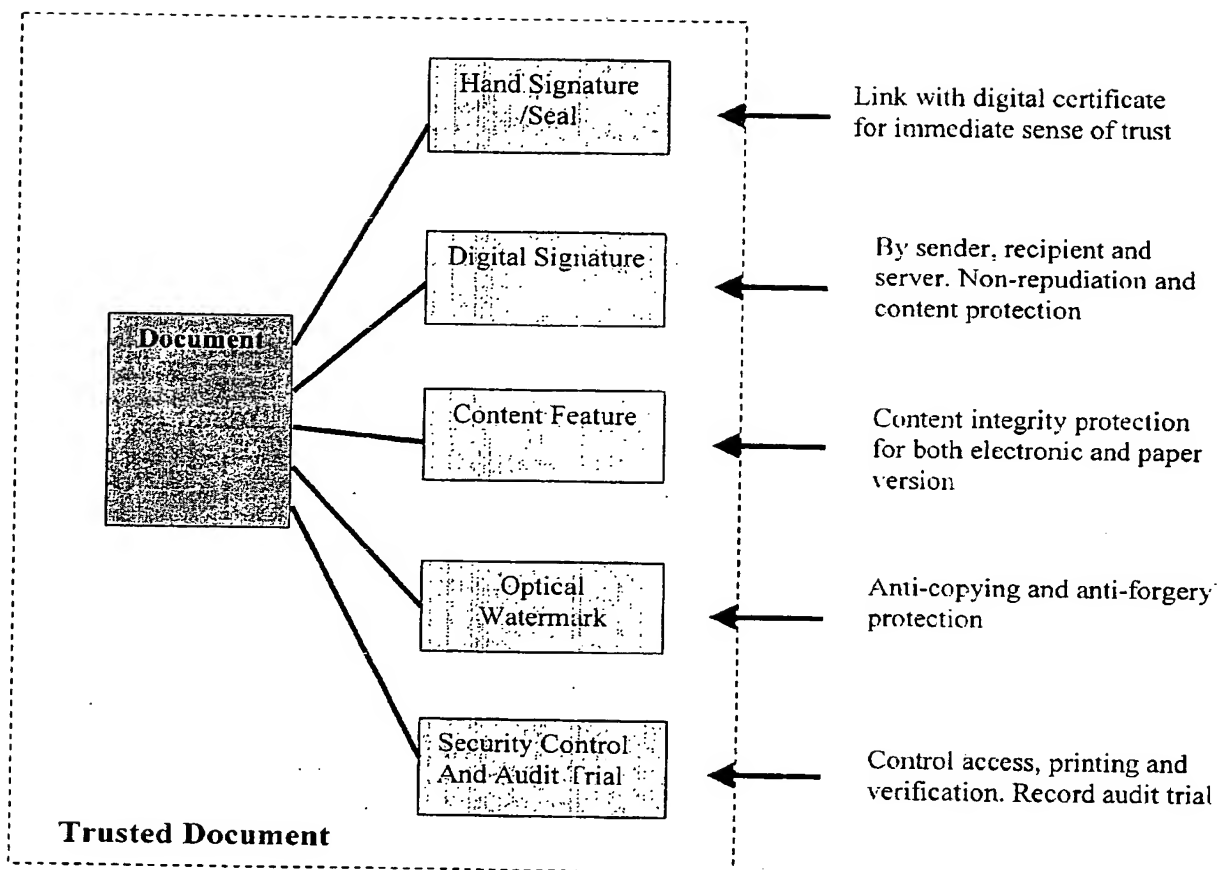 Hand Signature
/Seal
Link with digital certificate
for immediate sense of trust
Digital Signature
By sender, recipient and
server. Non-repudiation and
content protection
Document
Content Feature
Content integrity protection
for both electronic and paper
version
Optical
Watermark
Anti-copying and anti-forgery
protection
Security Control
And Audit Trial
Control access, printing and
verification. Record audit trial
Trusted Document